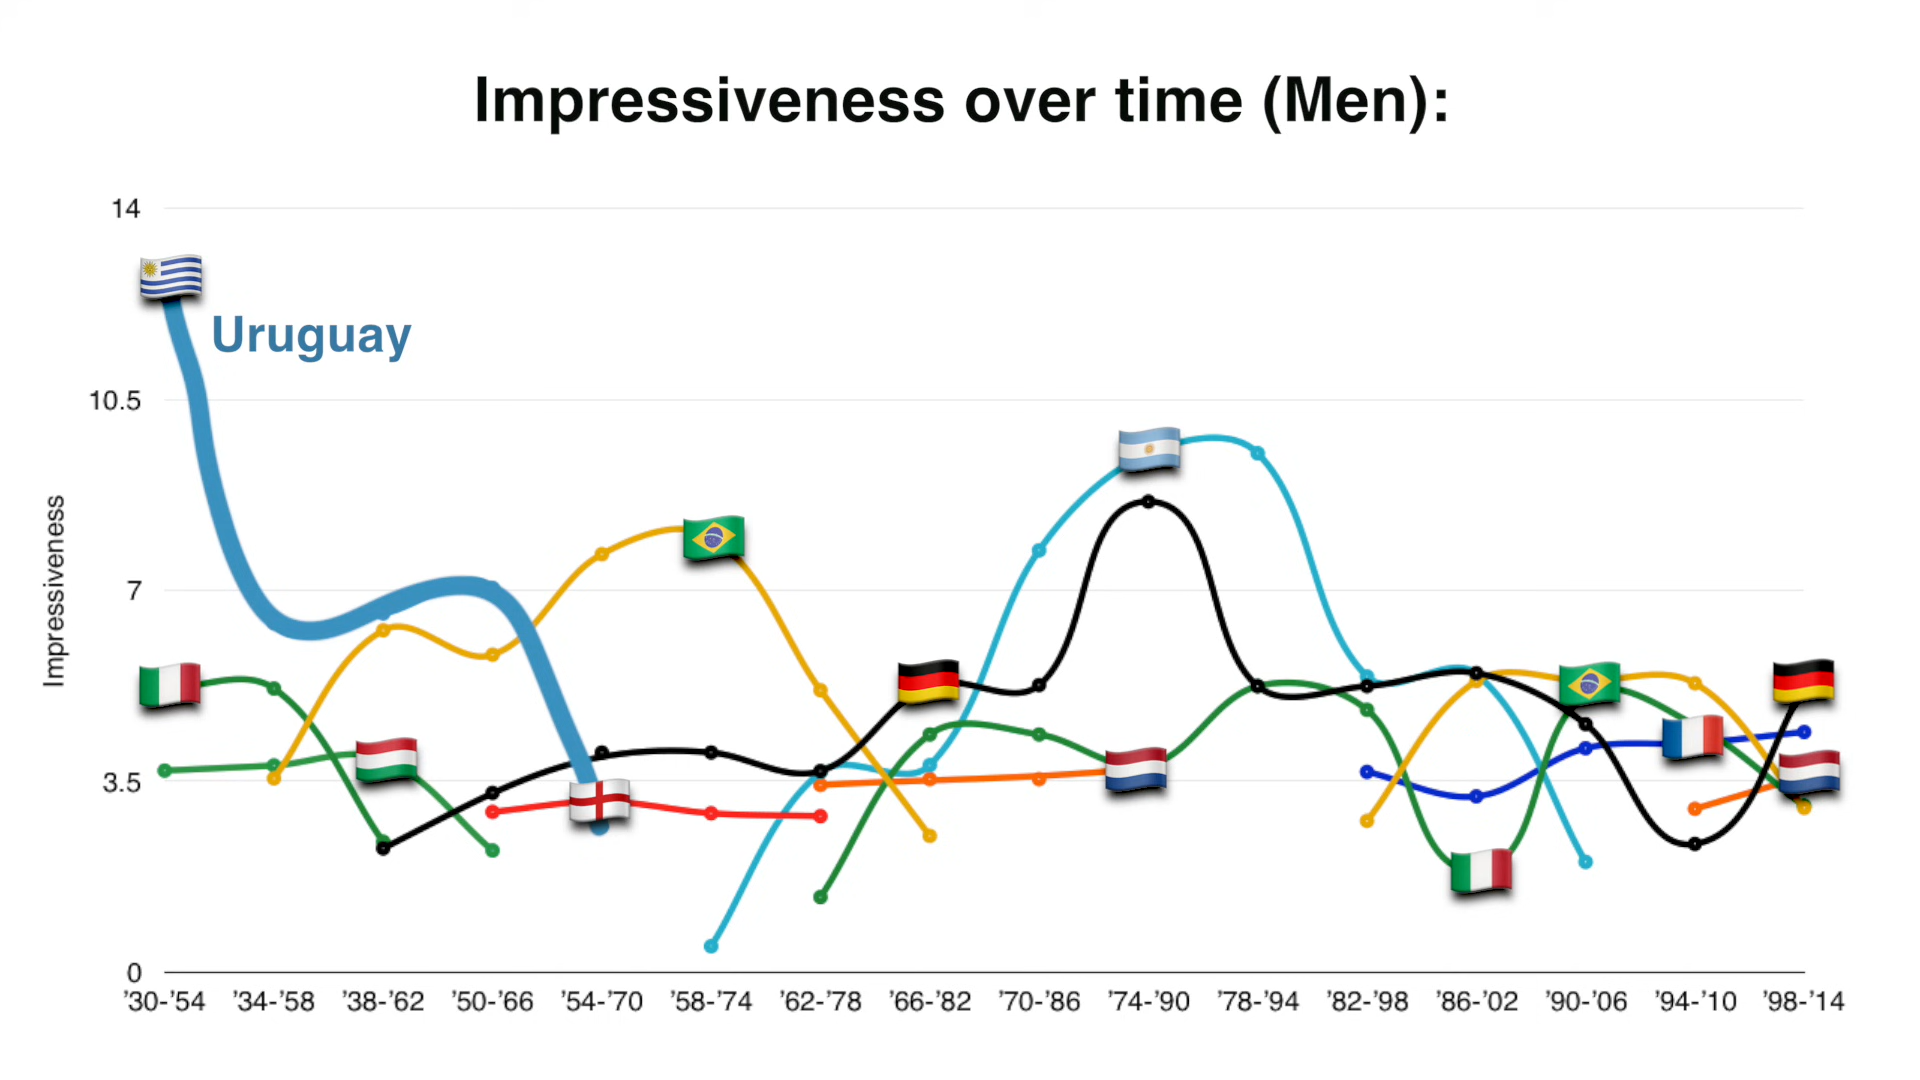 Impressiveness over time (Men):
14
Uruguay
10.5
Impressiveness
7
3.5
0
’30-’54 ’34-’58 ’38-’62 ’50-’66 ’54-’70 ’58-’74 ’62-’78 ’66-’82 ’70-’86 ’74-’90 ’78-’94 ’82-’98 ’86-’02 ’90-’06 ’94-’10 ’98-’14